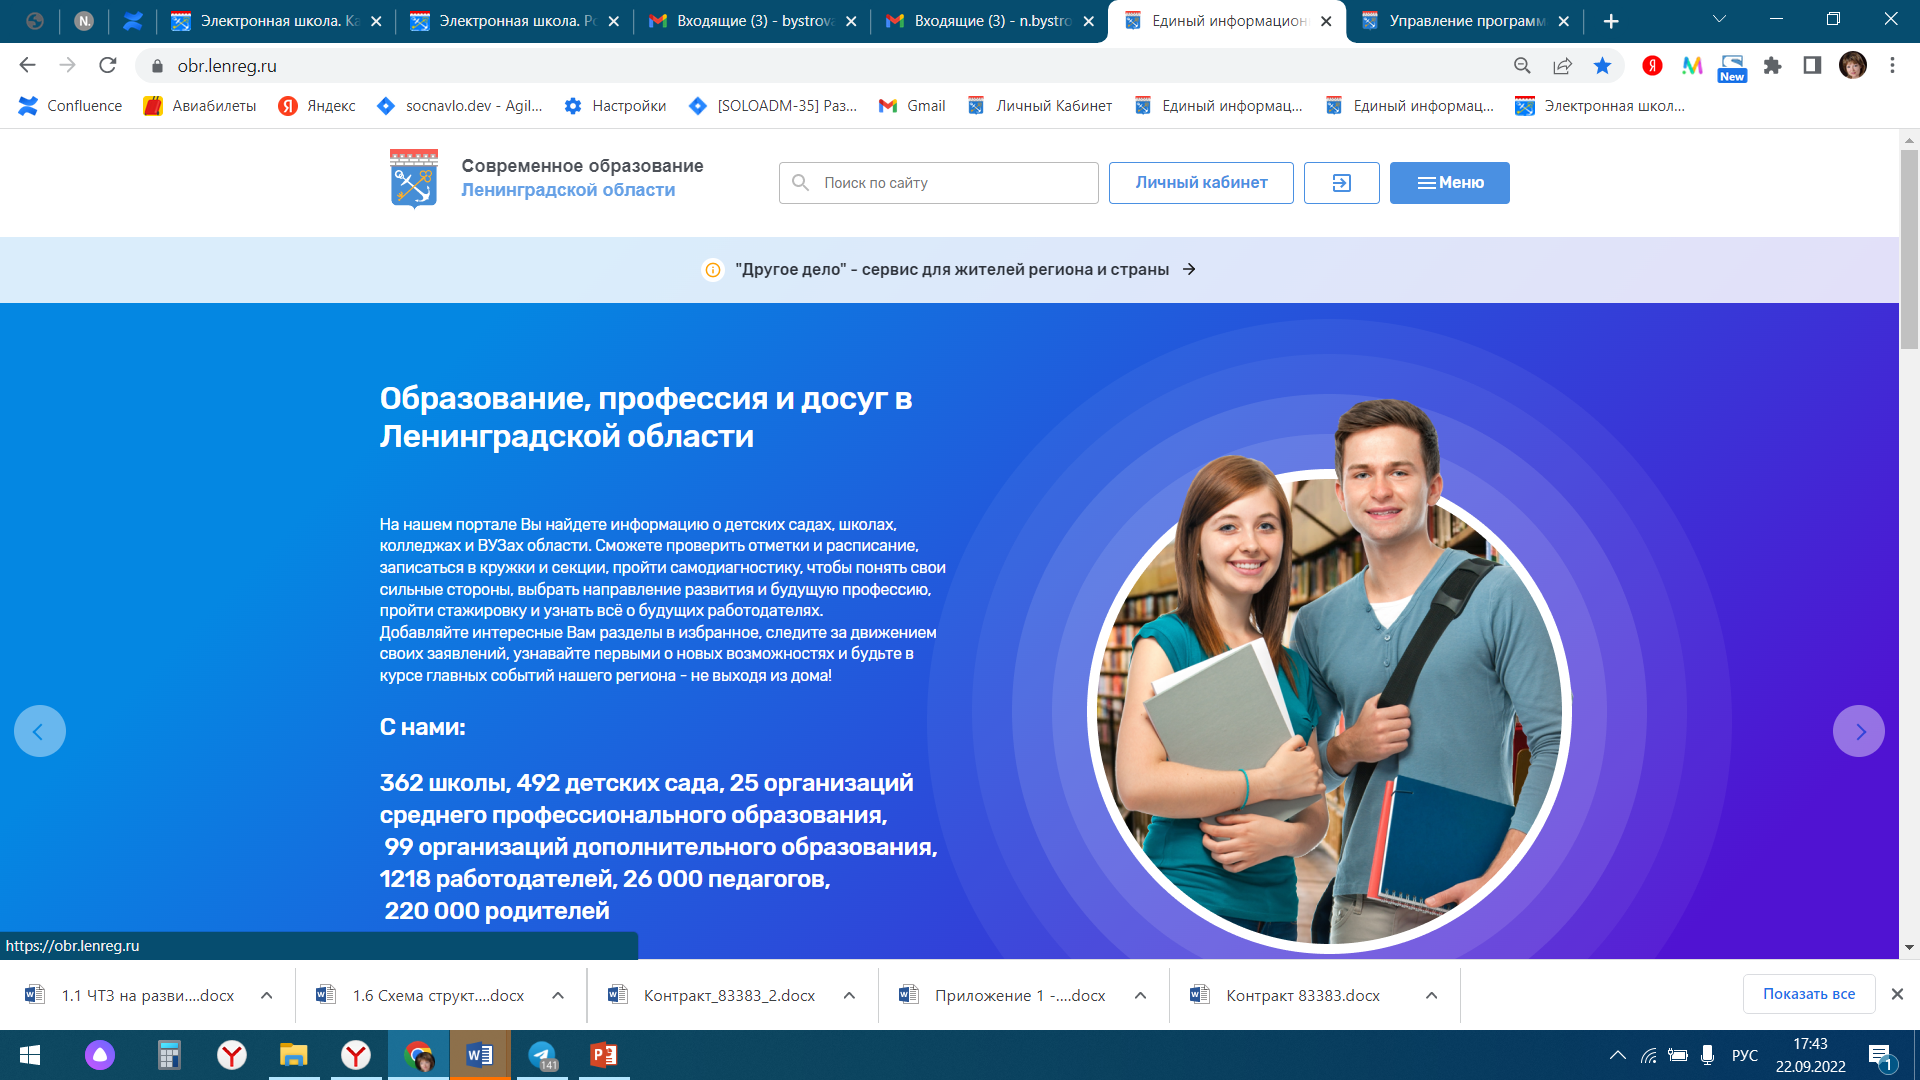 Электронная школа. Ка
Электронная школа. Ро
Входящие (3) - bystrova
Входящие (3) - n.bystro
Единый информацион
Управление программ
obr.lenreg.ru
New
Confluence
Авиабилеты
Яндекс
socnavlo.dev - Agil...
Настройки
[SOLOADM-35] Раз...
Gmail
Личный Кабинет
Единый информац...
Единый информац...
Электронная школ...
Современное образование
Ленинградской области
Поиск по сайту
Личный кабинет
Меню
"Другое дело" - сервис для жителей региона и страны
Образование, профессия и досуг в
Ленинградской области
На нашем портале Вы найдете информацию о детских садах, школах,
колледжах и ВУЗах области. Сможете проверить отметки и расписание,
записаться в кружки и секции, пройти самодиагностику, чтобы понять свои
сильные стороны, выбрать направление развития и будущую профессию,
пройти стажировку и узнать всё о будущих работодателях.
Добавляйте интересные Вам разделы в избранное, следите за движением
своих заявлений, узнавайте первыми о новых возможностях и будьте в
курсе главных событий нашего региона - не выходя из дома!
С нами:
362 школы, 492 детских сада, 25 организаций
среднего профессионального образования,
99 организаций дополнительного образования,
1218 работодателей, 26 000 педагогов,
220 000 родителей
https://obr.lenreg.ru
1.1 ЧТЗ на разви....docx
1.6 Схема структ....docx
Контракт_83383_2.docx
Приложение 1 -....docx
Контракт 83383.docx
Показать все
141
РУС
17:43
22.09.2022
1